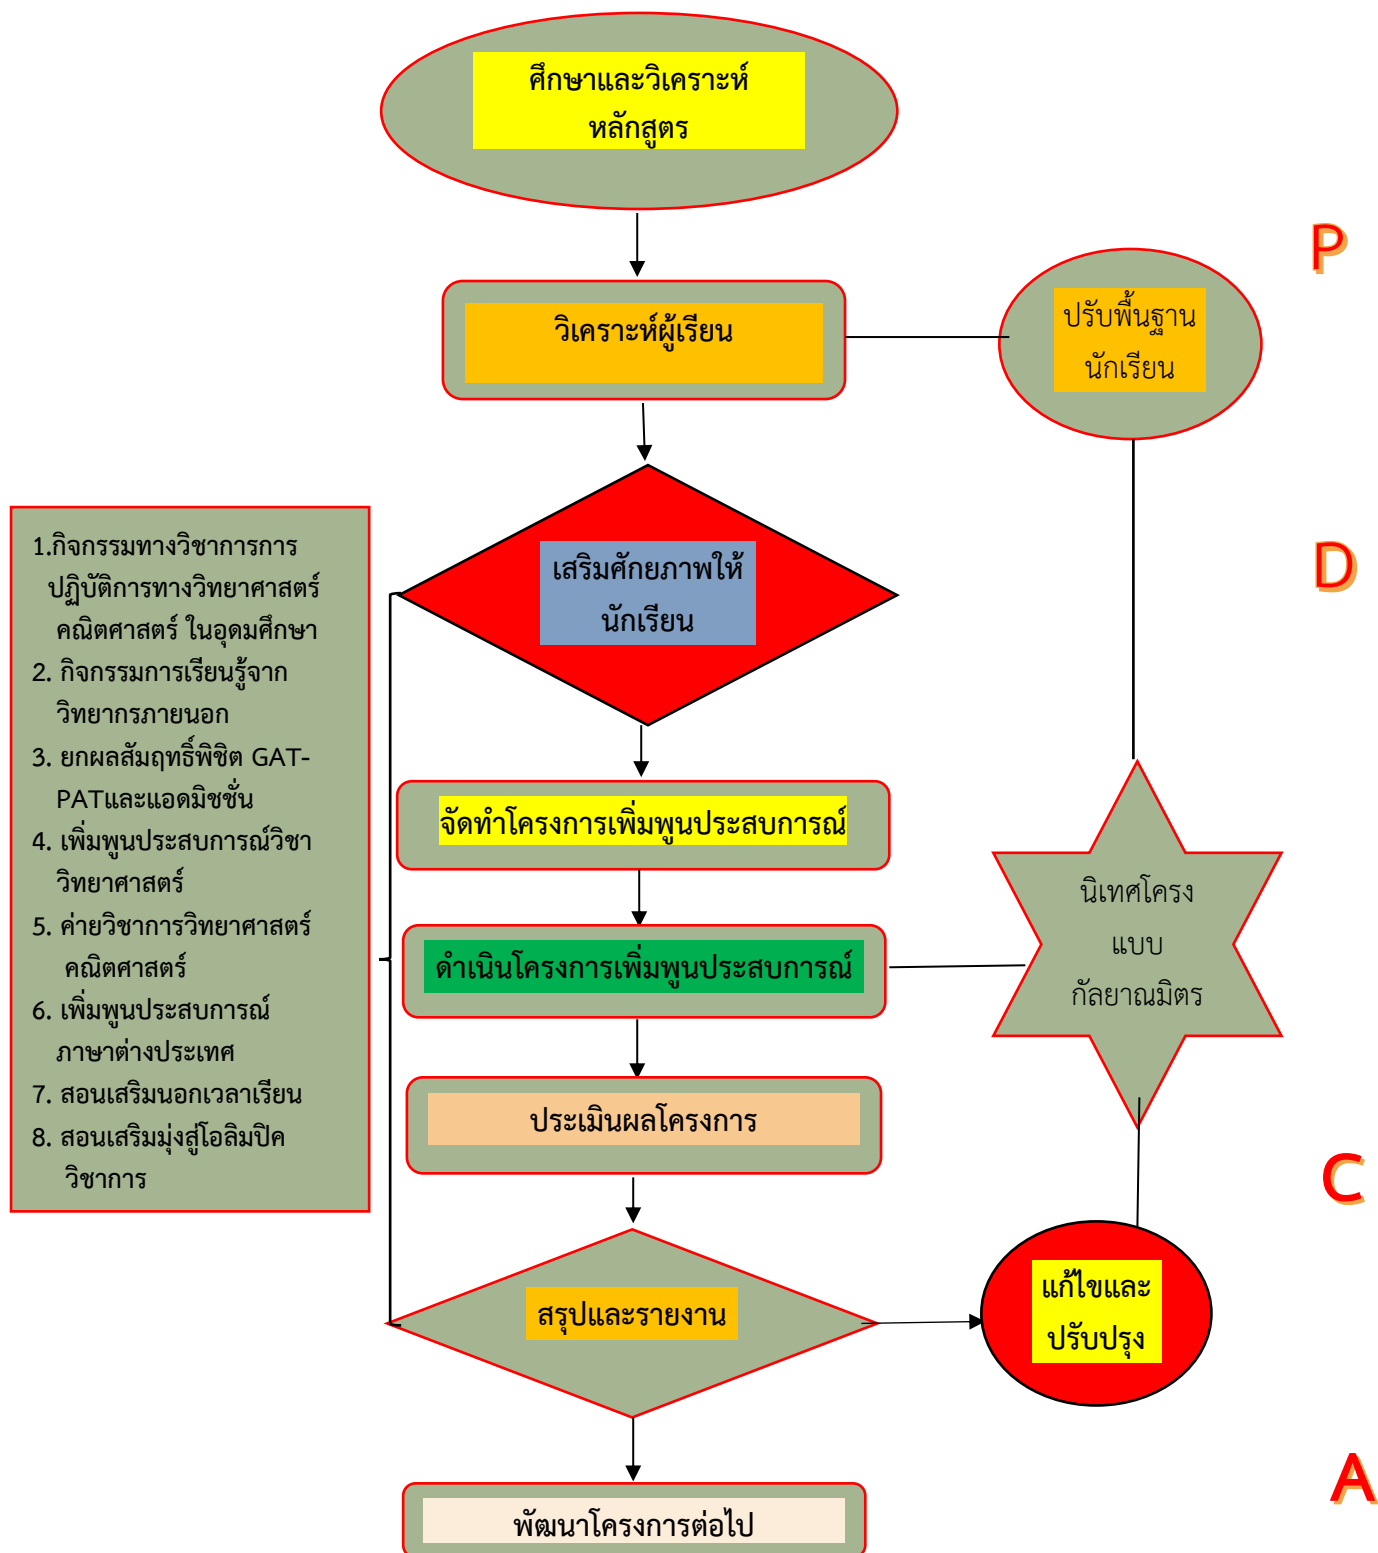 ศึกษาและวิเคราะห์
หลักสูตร
P
วิเคราะห์ผู้เรียน
ปรับพื้นฐาน
นักเรียน
D
เสริมศักยภาพให้
นักเรียน
1.กิจกรรมทางวิชาการการ
ปฏิบัติการทางวิทยาศาสตร์
คณิตศาสตร์ ในอุดมศึกษา
2. กิจกรรมการเรียนรู้จาก
วิทยากรภายนอก
3. ยกผลสัมฤทธิ์พิชิต GAT-
PATและแอดมิชชั่น
4. เพิ่มพูนประสบการณ์วิชา
วิทยาศาสตร์
5. ค่ายวิชาการวิทยาศาสตร์
คณิตศาสตร์
6. เพิ่มพูนประสบการณ์
ภาษาต่างประเทศ
7. สอนเสริมนอกเวลาเรียน
8. สอนเสริมมุ่งสู่โอลิมปิค
วิชาการ
จัดทำโครงการเพิ่มพูนประสบการณ์
ดำเนินโครงการเพิ่มพูนประสบการณ์
นิเทศโครง
แบบ
กัลยาณมิตร
ประเมินผลโครงการ
C
สรุปและรายงาน
แก้ไขและ
ปรับปรุง
A
พัฒนาโครงการต่อไป